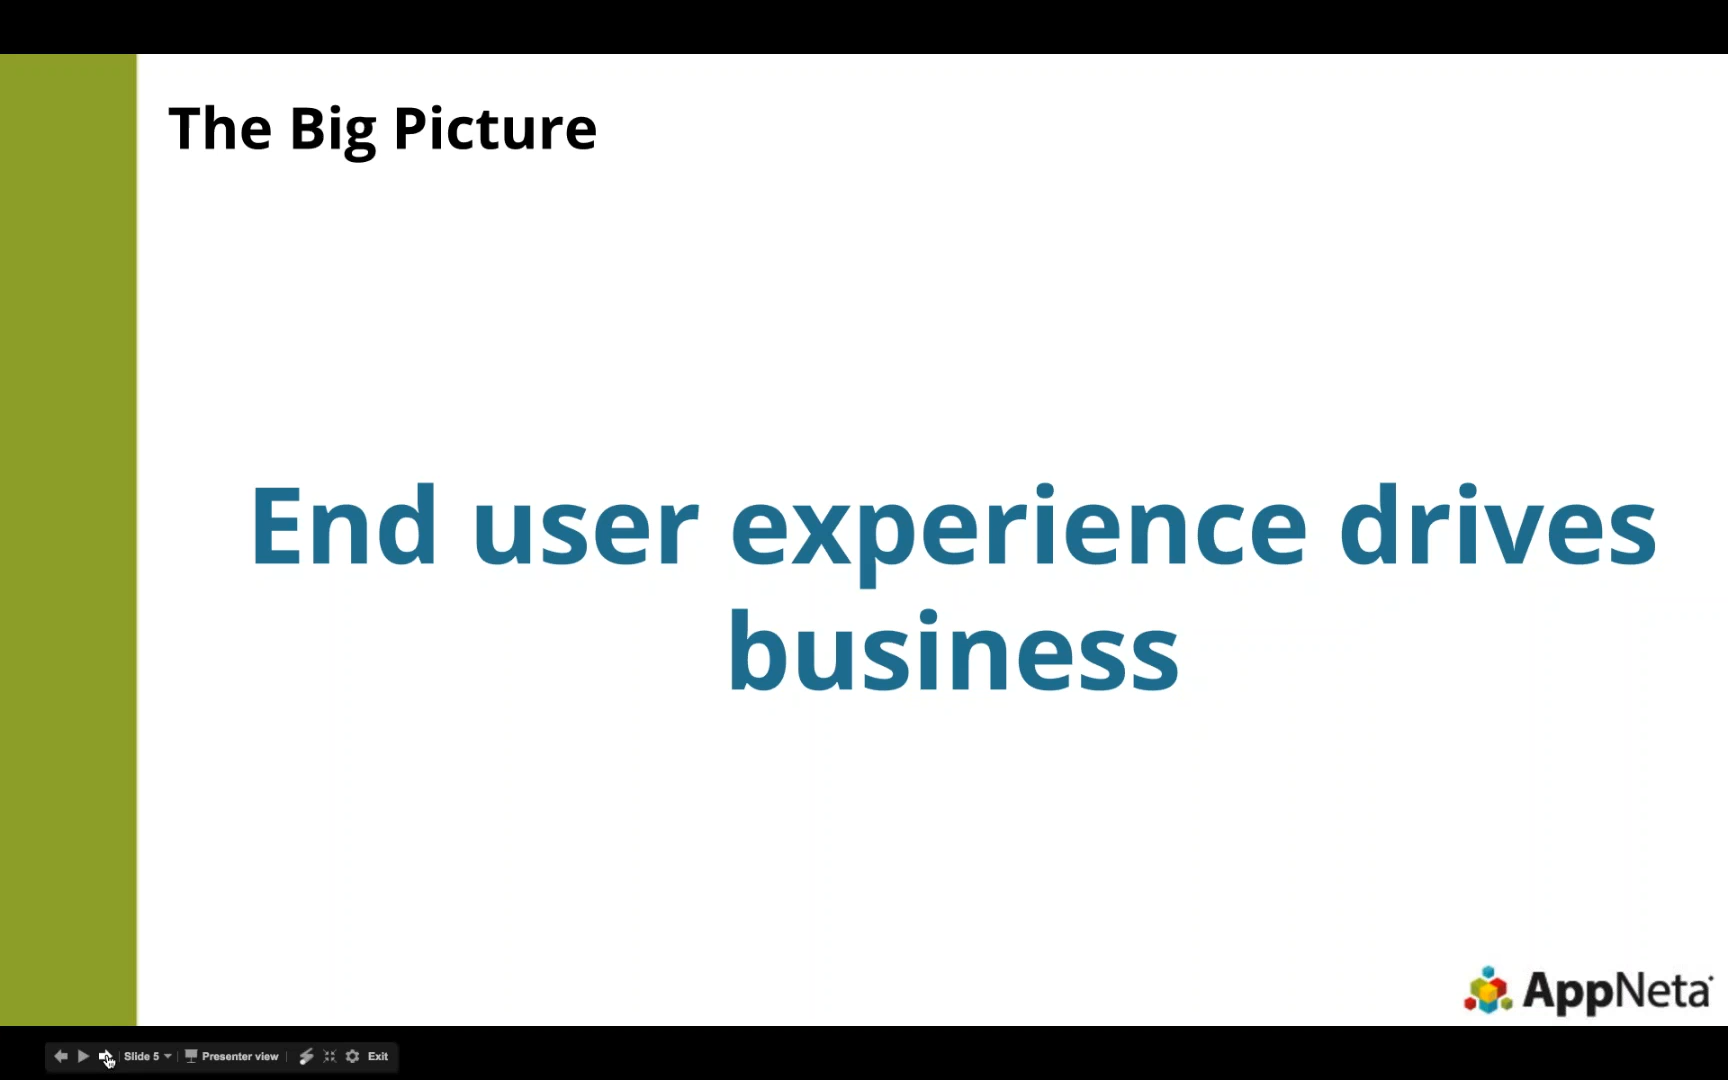 The Big Picture
End user experience drives
business
AppNeta
Slide 5
Presenter view
Exit